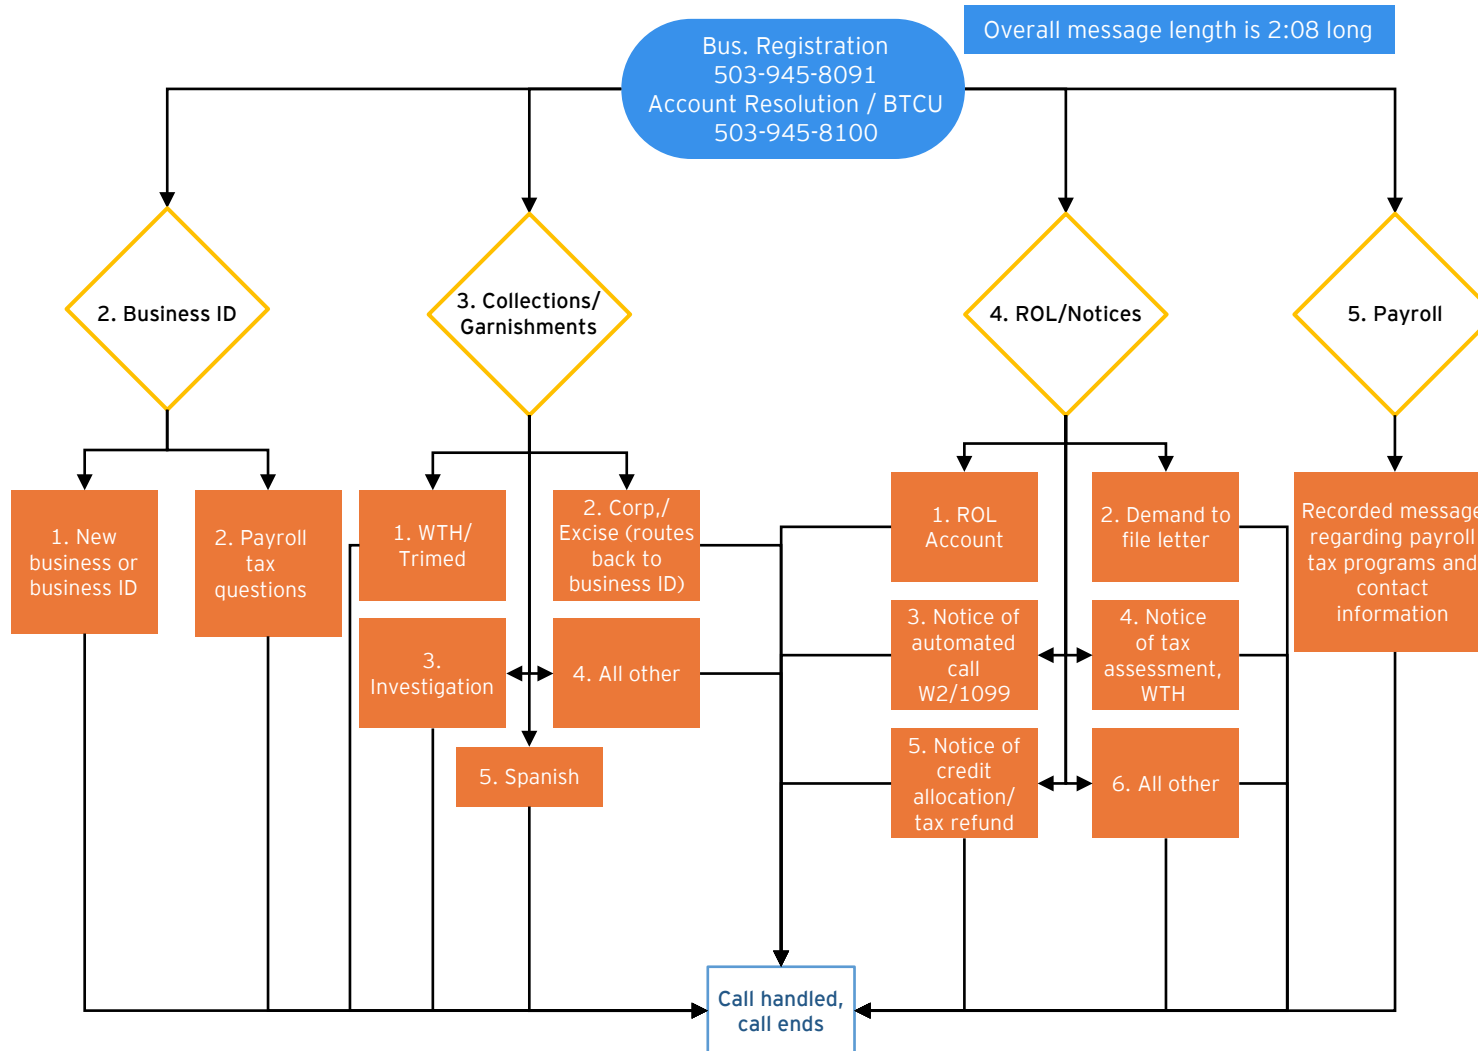 Overall message length is 2:08 long
Bus. Registration
503-945-8091
Account Resolution / BTCU
503-945-8100
2. Business ID
3. Collections/
Garnishments
4. ROL/Notices
5. Payroll
1. New
business or
business ID
2. Payroll
tax
questions
1. WTH/
Trimed
2. Corp,/
Excise (routes
back to
business ID)
3.
Investigation
4. All other
5. Spanish
1. ROL
Account
2. Demand to
file letter
3. Notice of
automated
call
W2/1099
4. Notice
of tax
assessment,
WTH
5. Notice of
credit
allocation/
tax refund
6. All other
Recorded message
regarding payroll
tax programs and
contact
information
Call handled,
call ends